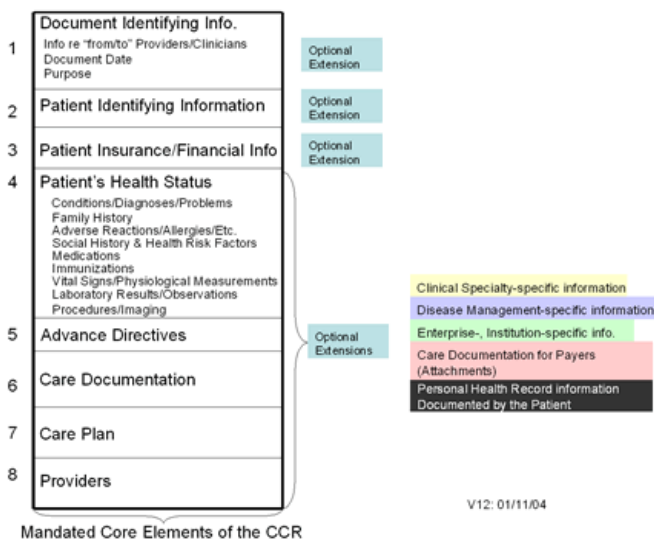 1
Document Identifying Info.
Info re "from/to" Providers/Clinicians
Document Date
Purpose
Optional
Extension
2
Patient Identifying Information
Optional
Extension
3
Patient Insurance/Financial Info
Optional
Extension
4
Patient's Health Status
Conditions/Diagnoses/Problems
Family History
Adverse Reactions/Allergies/Etc.
Social History & Health Risk Factors
Medications
Immunizations
Vital Signs/Physiological Measurements
Laboratory Results/Observations
Procedures/Imaging
5
Advance Directives
6
Care Documentation
7
Care Plan
8
Providers
Optional
Extensions
Clinical Specialty-specific information
Disease Management-specific information
Enterprise-, Institution-specific info.
Care Documentation for Payers
(Attachments)
Personal Health Record information
Documented by the Patient
V12: 01/11/04
Mandated Core Elements of the CCR